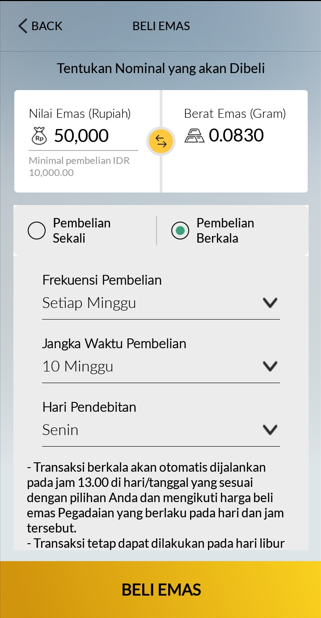 BACK
BELI EMAS
Tentukan Nominal yang akan Dibeli
Nilai Emas (Rupiah)
Rp
50,000
Minimal pembelian IDR
10,000.00
Berat Emas (Gram)
0.0830
Pembelian
Sekali
Pembelian
Berkala
Frekuensi Pembelian
Setiap Minggu
Jangka Waktu Pembelian
10 Minggu
Hari Pendebitan
Senin
- Transaksi berkala akan otomatis dijalankan
pada jam 13.00 di hari/tanggal yang sesuai
dengan pilihan Anda dan mengikuti harga beli
emas Pegadaian yang berlaku pada hari dan jam
tersebut.
- Transaksi tetap dapat dilakukan pada hari libur
BELI EMAS